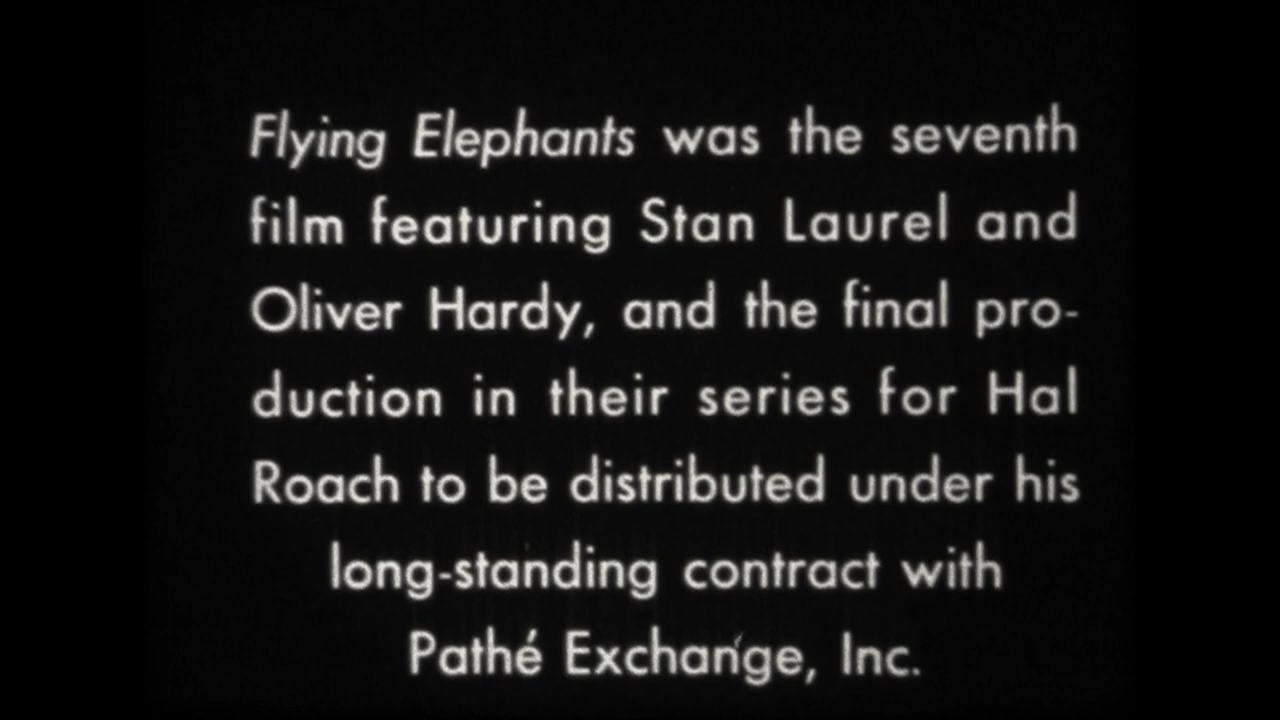 Flying Elephants was the seventh
film featuring Stan Laurel and
Oliver Hardy, and the final pro-
duction in their series for Hal
Roach to be distributed under his
long-standing contract with
Pathé Exchange, Inc.